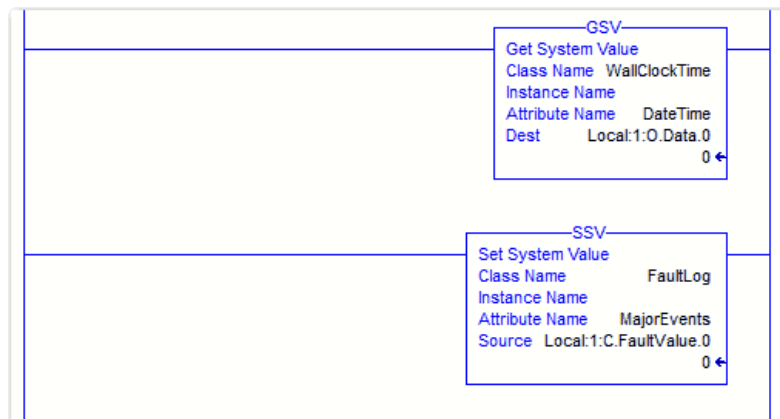 GSV
Get System Value
Class Name WallClockTime
Instance Name
Attribute Name DateTime
Dest Local:1:O.Data.0
0
SSV
Set System Value
Class Name FaultLog
Instance Name
Attribute Name MajorEvents
Source Local:1:C.FaultValue.0
0